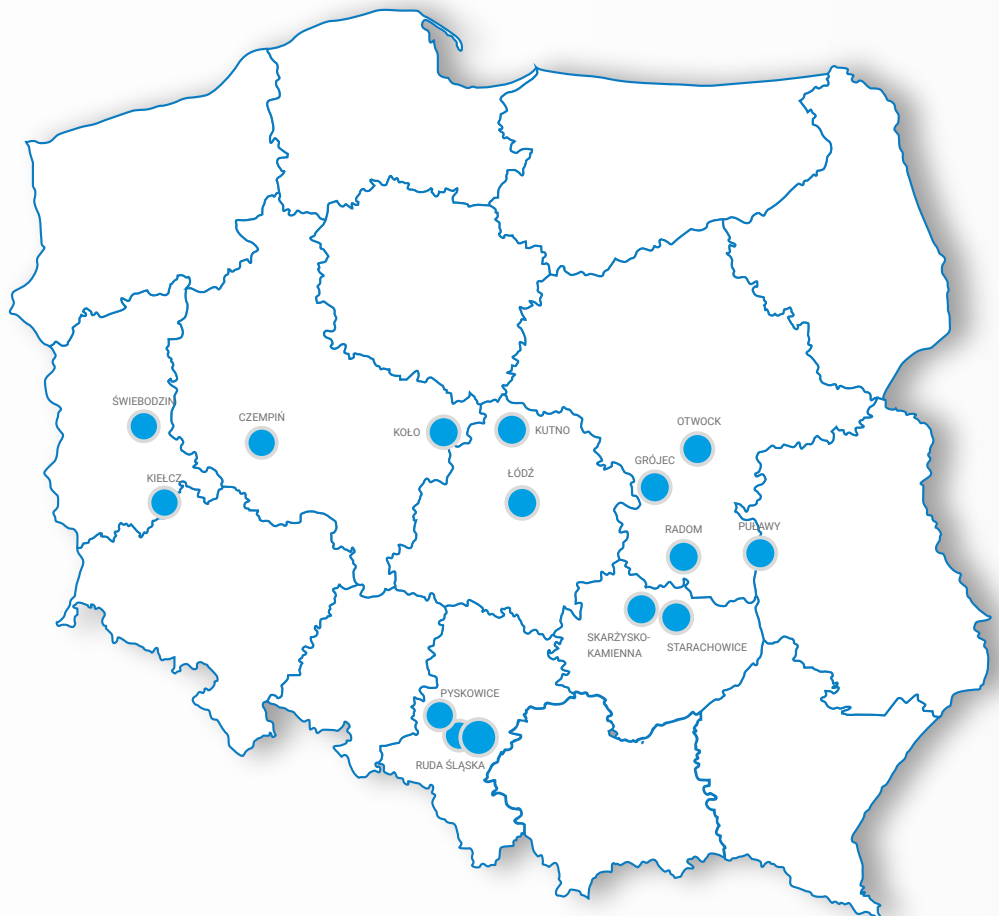 ŚWIEBODZIN
CZEMPIŃ
OTWOCK
KOŁO
KUTNO
GRÓJEC
ŁÓDŹ
KIEŁCZ
PUŁAWY
RADOM
SKARŻYSKO-
KAMIENNA
STARACHOWICE
PYSKOWICE
RUDA ŚLĄSKA